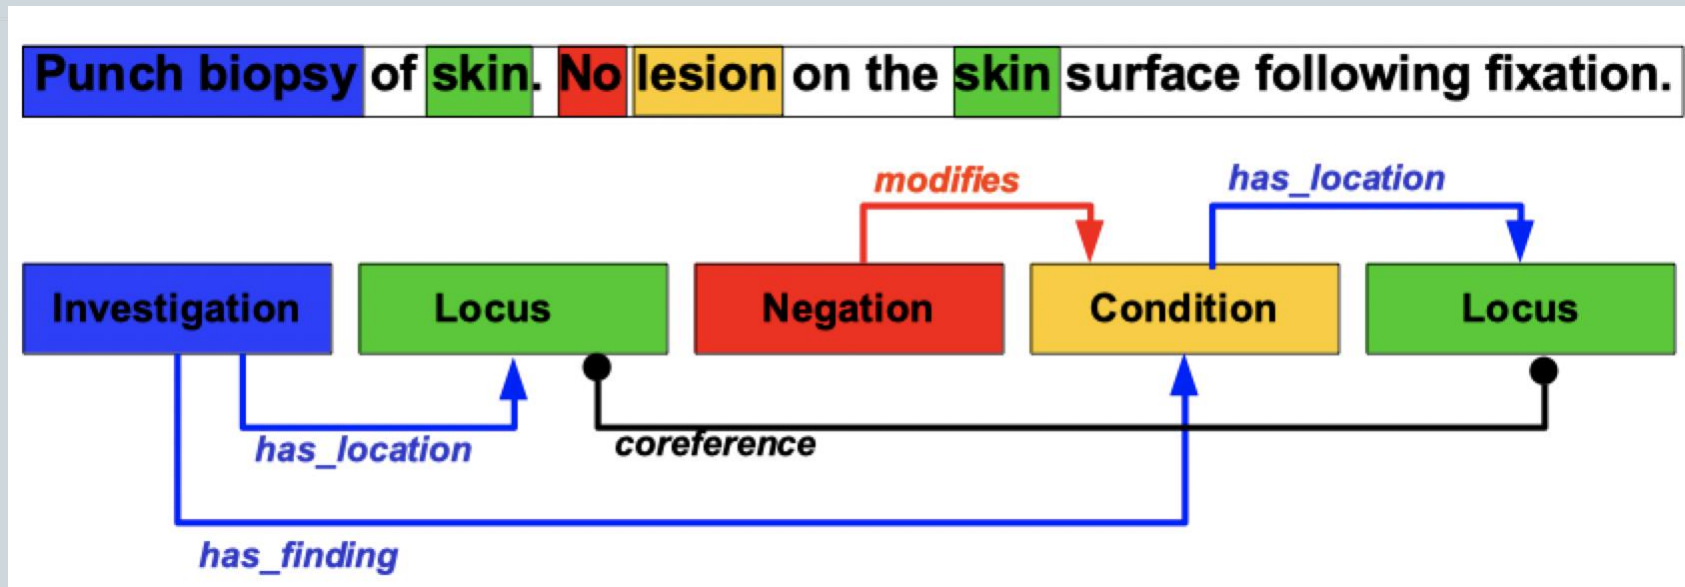 Punch biopsy of skin. No lesion on the skin surface following fixation.
modifies has_location
Investigation Locus Negation Condition Locus
has_location coreference
has_finding